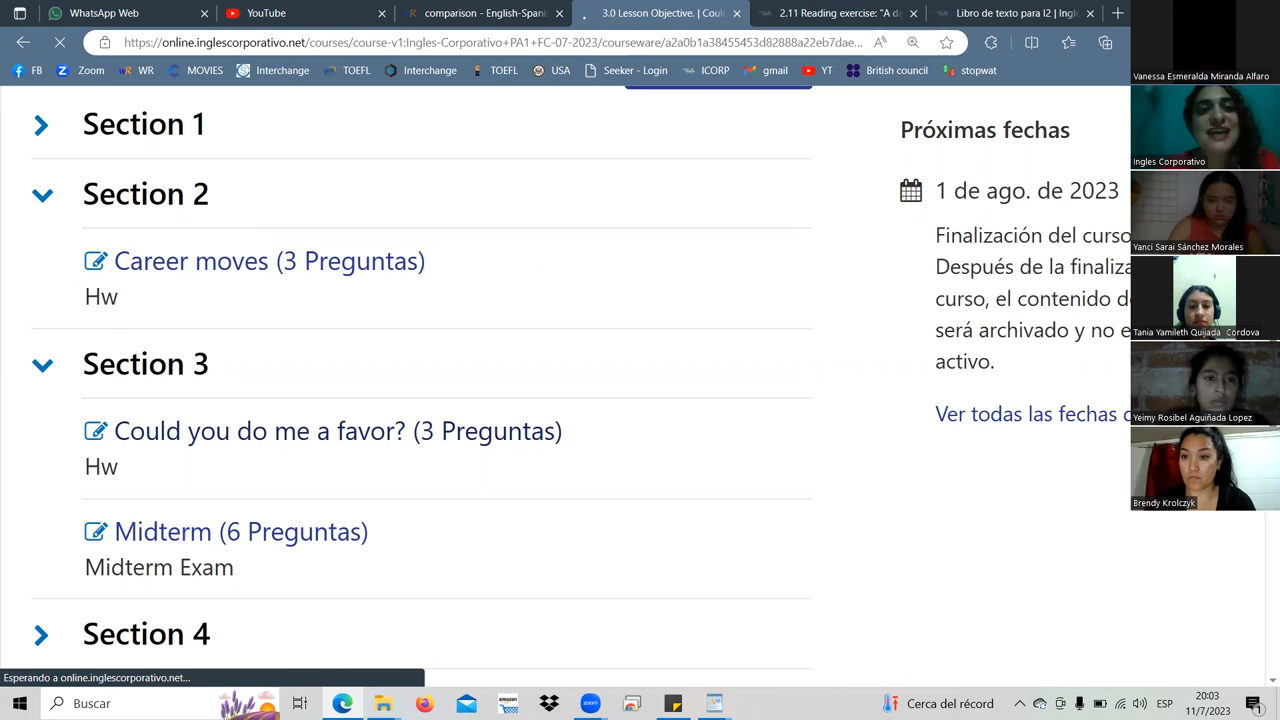 WhatsApp Web
YouTube
comparison - English-Spani
3.0 Lesson Objective. | Coul
2.11 Reading exercise: "A da
Libro de texto para I2 | Ingle
https://online.inglescorporativo.net/courses/course-v1:Ingles-Corporativo+PA1+FC-07-2023/courseware/a2a0b1a38455453d82888a22eb7dae...
FB
Zoom
WR
MOVIES
Interchange
TOEFL
Interchange
TOEFL
USA
Seeker - Login
ICORP
gmail
YT
British council
stopwat
Section 1
Section 2
Career moves (3 Preguntas)
Hw
Section 3
Could you do me a favor? (3 Preguntas)
Hw
Midterm (6 Preguntas)
Midterm Exam
Section 4
Próximas fechas
1 de ago. de 2023
Finalización del curso
Después de la finaliza
curso, el contenido d
será archivado y no e
activo.
Ver todas las fechas d
Vanessa Esmeralda Miranda Alfaro
Ingles Corporativo
Yanci Sarai Sánchez Morales
Tania Yamileth Quijada Cordova
Yeimy Rosibel Aguiñada Lopez
Brendy Krolczyk
Esperando a online.inglescorporativo.net...
Buscar
Cerca del récord
ESP
20:03
11/7/2023